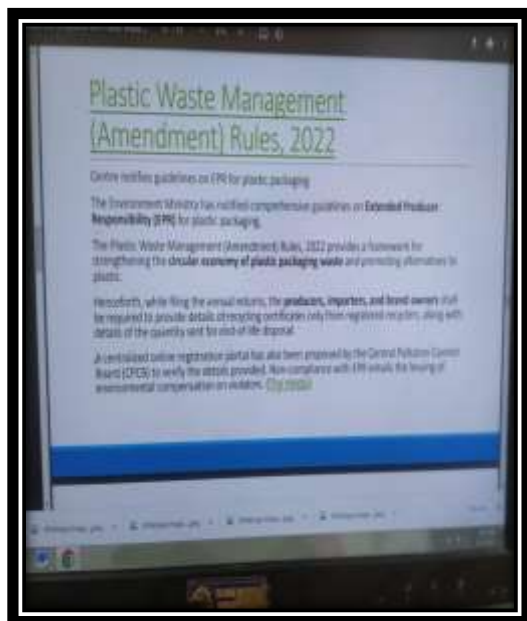 Plastic Waste Management
(Amendment) Rules, 2022
Centre notifies guidelines on EPR for plastic packaging
The Environment Ministry has notified comprehensive guidelines on Extended Producer
Responsibility (EPR) for plastic packaging.
The Plastic Waste Management (Amendment) Rules, 2022 provides a framework for
strengthening the circular economy of plastic packaging waste and promoting alternatives to
plastic.
Henceforth, while filing the annual returns, the producers, importers, and brand owners shall
be required to provide details of recycling certificates only from registered recyclers, along with
details of the quantity sent for end-of-life disposal.
A centralized online registration portal has also been proposed by the Central Pollution Control
Board (CPCB) to verify the details provided. Non-compliance with EPR entails the levying of
environmental compensation on violators. (The Hindu)